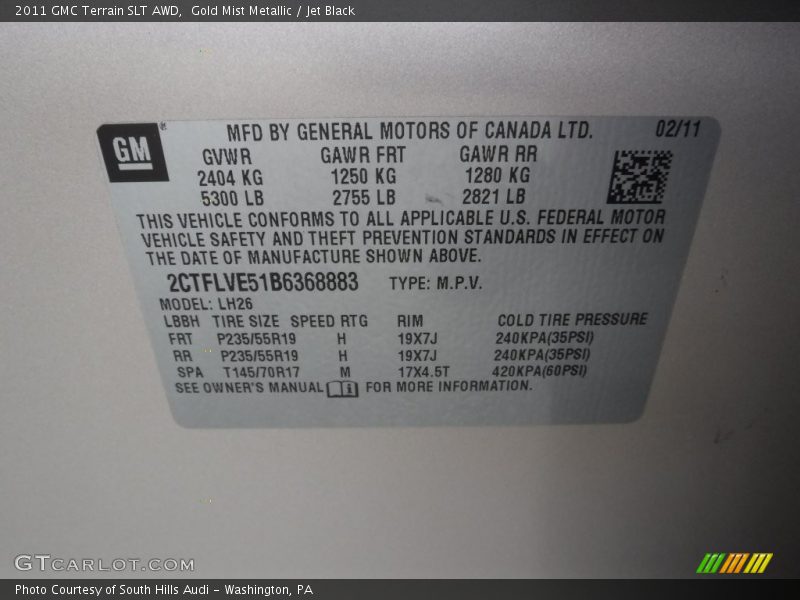 2011 GMC Terrain SLT AWD,  Gold Mist Metallic / Jet Black
GM
MFD BY GENERAL MOTORS OF CANADA LTD. 02/11
GVWR GAWR FRT GAWR RR
2404 KG 1250 KG 1280 KG
5300 LB 2755 LB 2821 LB
THIS VEHICLE CONFORMS TO ALL APPLICABLE U.S. FEDERAL MOTOR
VEHICLE SAFETY AND THEFT PREVENTION STANDARDS IN EFFECT ON
THE DATE OF MANUFACTURE SHOWN ABOVE.
2CTFLVE51B6368883 TYPE: M.P.V.
MODEL: LH26
LBBH TIRE SIZE SPEED RTG RIM COLD TIRE PRESSURE
FRT P235/55R19 H 19X7J 240KPA(35PSI)
RR P235/55R19 H 19X7J 240KPA(35PSI)
SPA T145/70R17 M 17X4.5T 420KPA(60PSI)
SEE OWNER'S MANUAL FOR MORE INFORMATION.
GTCARLOT.COM
Photo Courtesy of South Hills Audi - Washington, PA